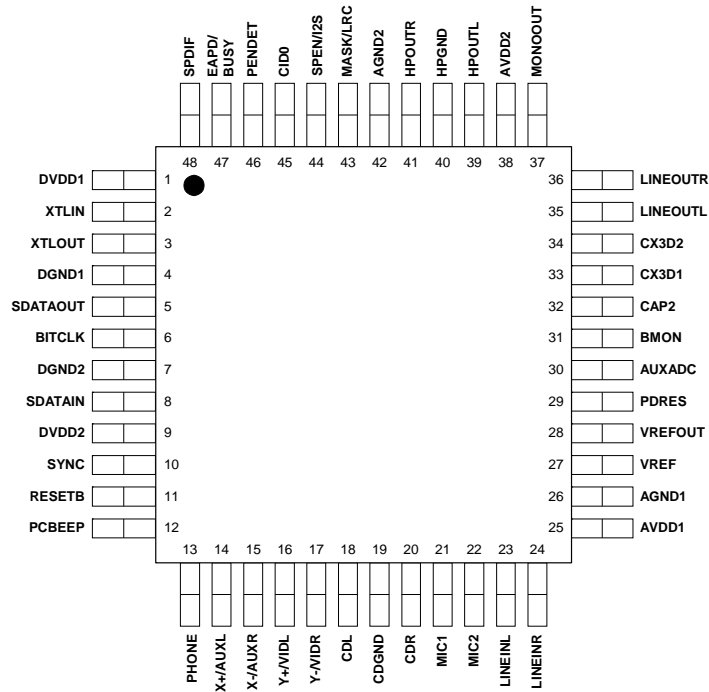 SPDIF
EAPD/
BUSY
PENDET
CID0
SPEN/I2S
MASK/LRC
AGND2
HPOUTR
HPGND
HPOUTL
AVDD2
MONOOUT
48 47 46 45 44 43 42 41 40 39 38 37
DVDD1 1
XTLIN 2
XTLOUT 3
DGND1 4
SDATAOUT 5
BITCLK 6
DGND2 7
SDATAIN 8
DVDD2 9
SYNC 10
RESETB 11
PCBEEP 12
36 LINEOUTR
35 LINEOUTL
34 CX3D2
33 CX3D1
32 CAP2
31 BMON
30 AUXADC
29 PDRES
28 VREFOUT
27 VREF
26 AGND1
25 AVDD1
13 14 15 16 17 18 19 20 21 22 23 24
PHONE
X+/AUXL
X-/AUXR
Y+/VIDL
Y-/VIDR
CDL
CDGND
CDR
MIC1
MIC2
LINEINL
LINEINR